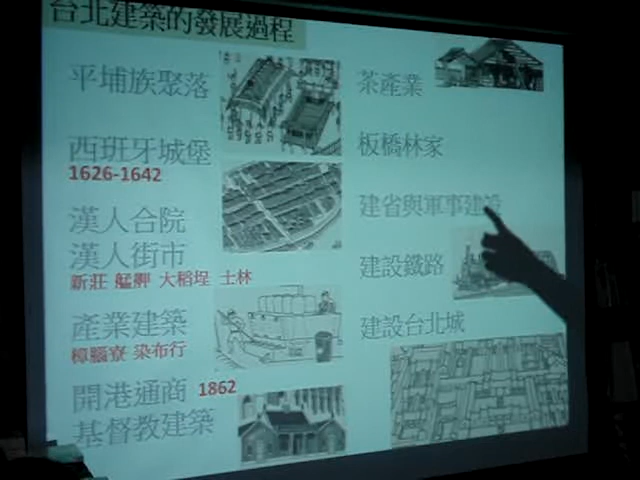 台北建築的發展過程
平埔族聚落
西班牙城堡
1626-1642
漢人合院
漢人街市
新莊 艋舺 大稻埕 士林
產業建築
樟腦寮 染布行
開港通商 1862
基督教建築
茶產業
板橋林家
建省與軍事建設
建設鐵路
建設台北城